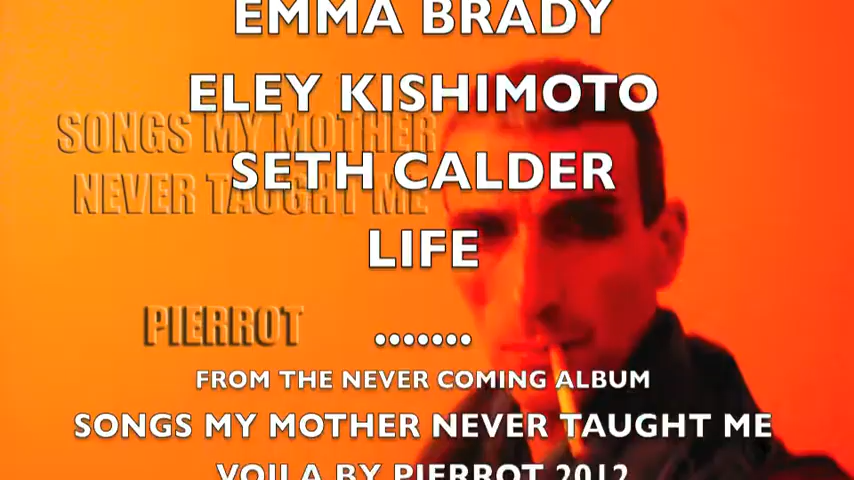 EMMA BRADY
ELEY KISHIMOTO
SONGS MY MOTHER
NEVER TAUGHT ME
SETH CALDER
LIFE
PIERROT
.......
FROM THE NEVER COMING ALBUM
SONGS MY MOTHER NEVER TAUGHT ME
VOILA BY PIERROT 2012